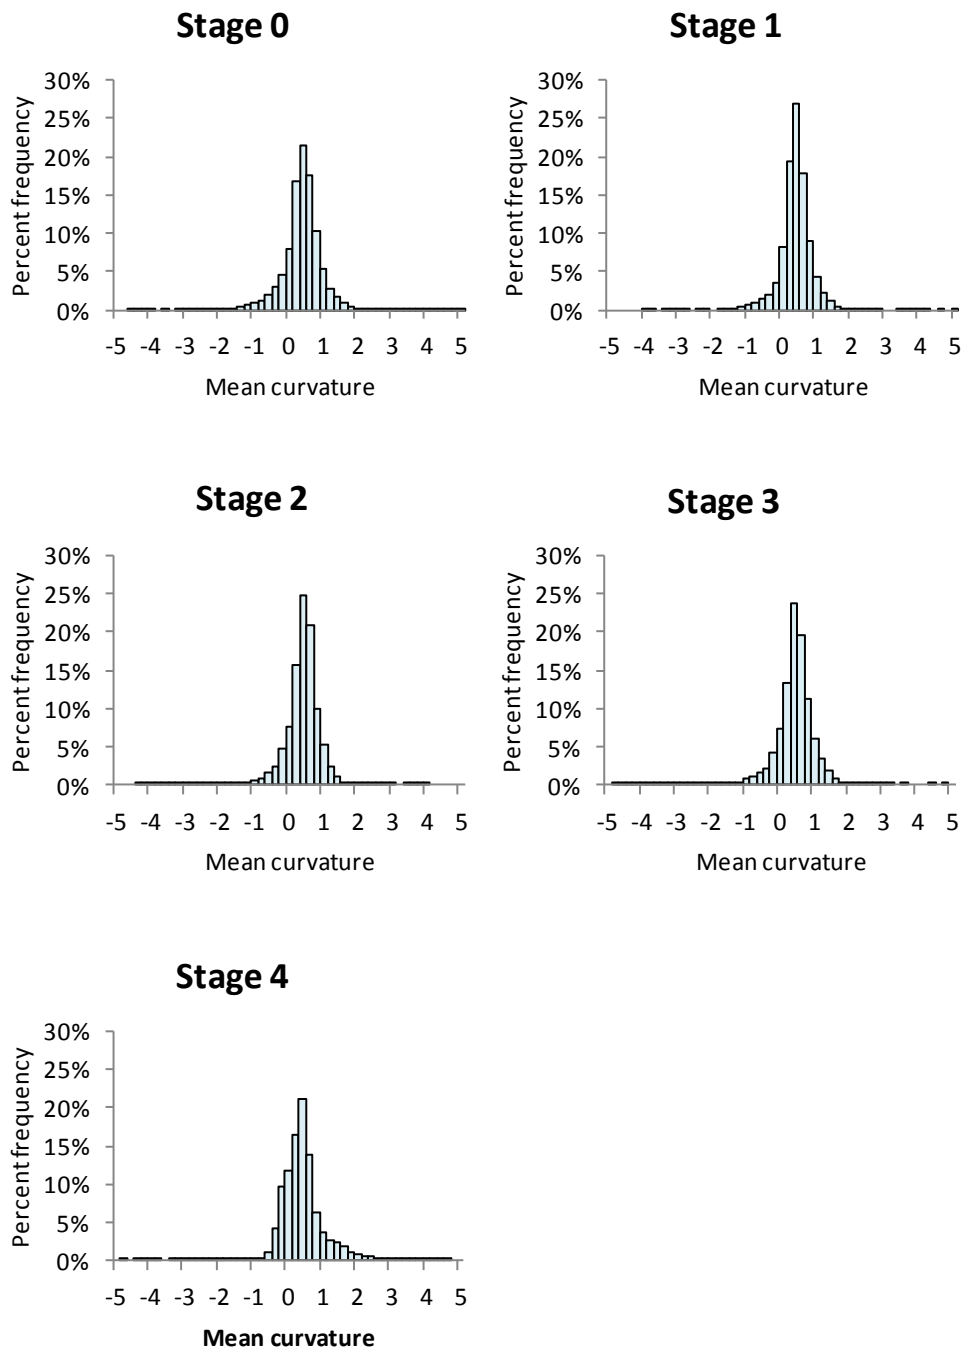 Stage 0
30%
25%
20%
15%
10%
5%
0%
Percent frequency
-5 -4 -3 -2 -1 0 1 2 3 4 5
Mean curvature
Stage 1
30%
25%
20%
15%
10%
5%
0%
Percent frequency
-5 -4 -3 -2 -1 0 1 2 3 4 5
Mean curvature
Stage 2
30%
25%
20%
15%
10%
5%
0%
Percent frequency
-5 -4 -3 -2 -1 0 1 2 3 4 5
Mean curvature
Stage 3
30%
25%
20%
15%
10%
5%
0%
Percent frequency
-5 -4 -3 -2 -1 0 1 2 3 4 5
Mean curvature
Stage 4
30%
25%
20%
15%
10%
5%
0%
Percent frequency
-5 -4 -3 -2 -1 0 1 2 3 4 5
Mean curvature